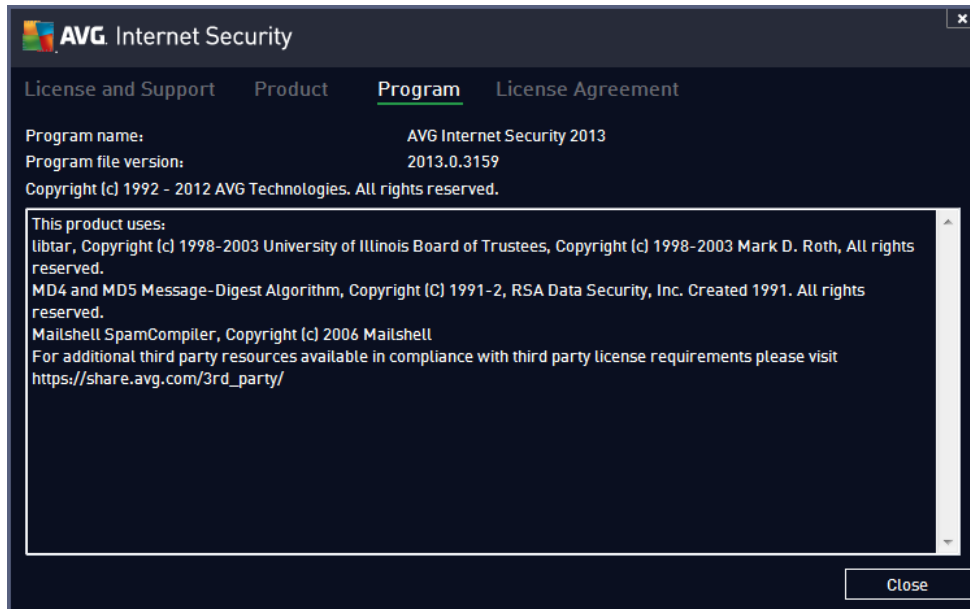 AVG. Internet Security
License and Support Product Program License Agreement
Program name: AVG Internet Security 2013
Program file version: 2013.0.3159
Copyright (c) 1992 - 2012 AVG Technologies. All rights reserved.
This product uses:
libtar, Copyright (c) 1998-2003 University of Illinois Board of Trustees, Copyright (c) 1998-2003 Mark D. Roth, All rights
reserved.
MD4 and MD5 Message-Digest Algorithm, Copyright (C) 1991-2, RSA Data Security, Inc. Created 1991. All rights
reserved.
Mailshell SpamCompiler, Copyright (c) 2006 Mailshell
For additional third party resources available in compliance with third party license requirements please visit
https://share.avg.com/3rd_party/
Close